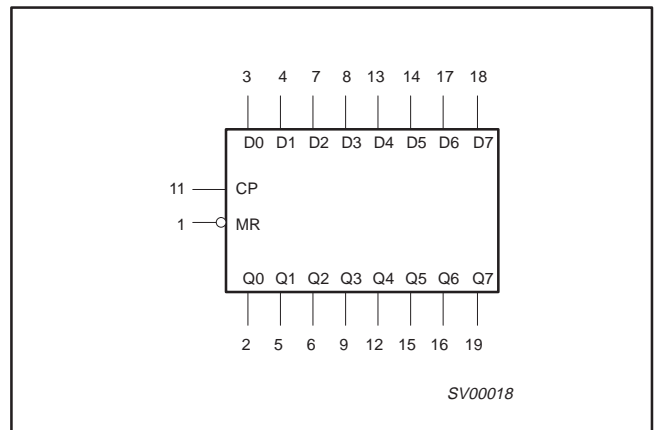 3 4 7 8 13 14 17 18
D0 D1 D2 D3 D4 D5 D6 D7
11 CP
1 MR
Q0 Q1 Q2 Q3 Q4 Q5 Q6 Q7
2 5 6 9 12 15 16 19
SV00018